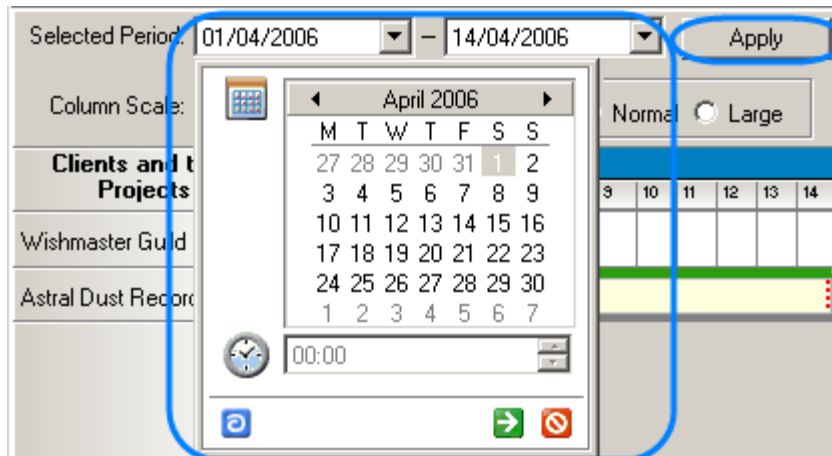 Selected Period: 01/04/2006 – 14/04/2006 Apply
Column Scale: Normal Large
April 2006
M T W T F S S
27 28 29 30 31 1 2
3 4 5 6 7 8 9
10 11 12 13 14 15 16
17 18 19 20 21 22 23
24 25 26 27 28 29 30
1 2 3 4 5 6 7
00:00
Clients and t
Projects
9 10 11 12 13 14
Wishmaster Guild
Astral Dust Record